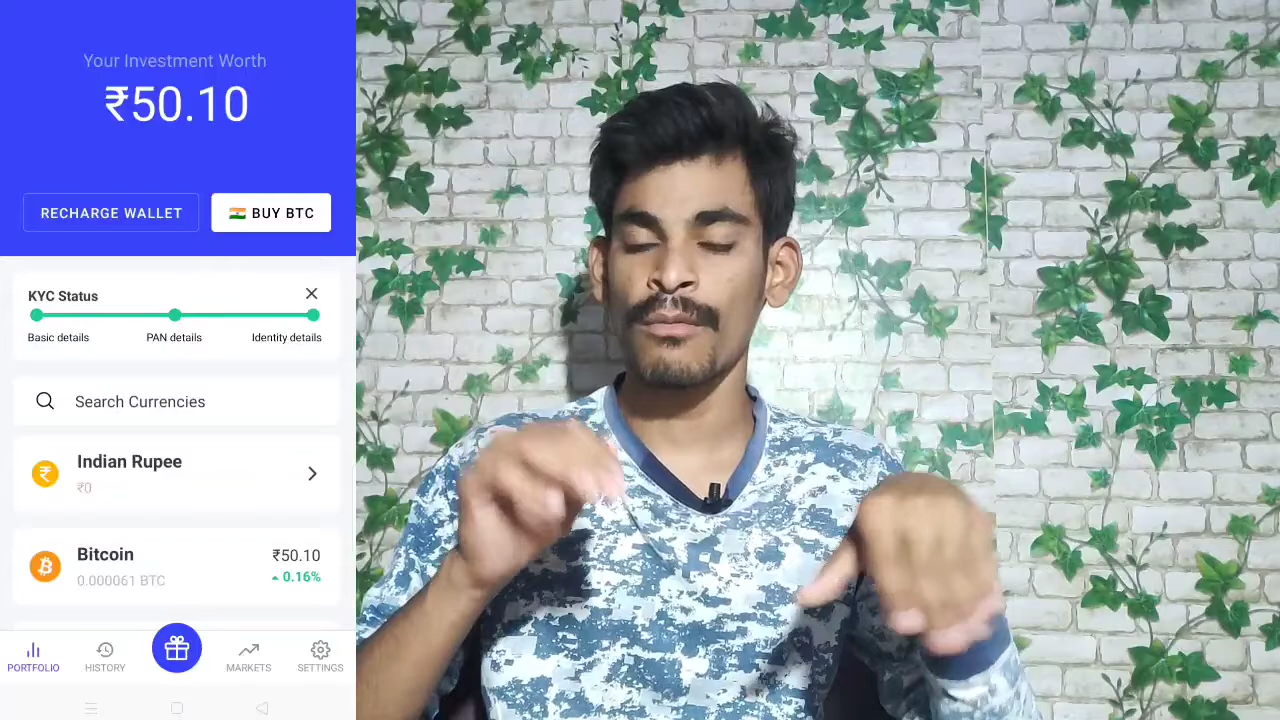 Your Investment Worth
₹50.10
RECHARGE WALLET
BUY BTC
KYC Status
Basic details
PAN details
Identity details
Search Currencies
Indian Rupee
₹0
Bitcoin
₹50.10
0.000061 BTC
0.16%
PORTFOLIO
HISTORY
MARKETS
SETTINGS